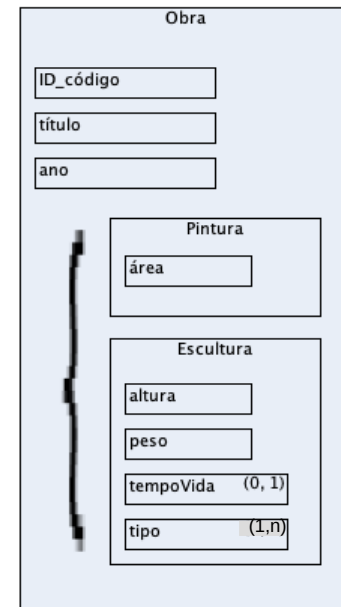 Obra
ID_código
título
ano
Pintura
área
Escultura
altura
peso
tempoVida (0, 1)
tipo (1,n)